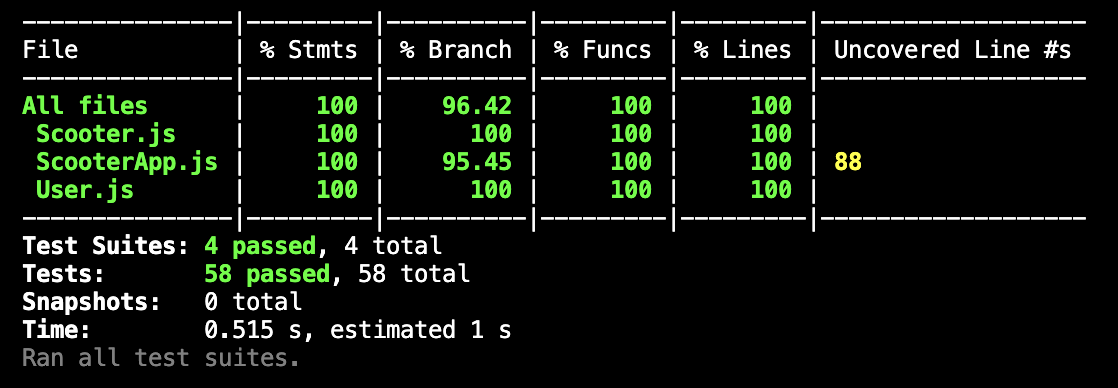 ---------------|---------|----------|---------|---------|-------------------
File           | % Stmts | % Branch | % Funcs | % Lines | Uncovered Line #s
---------------|---------|----------|---------|---------|-------------------
All files      |     100 |    96.42 |     100 |     100 |
 Scooter.js    |     100 |      100 |     100 |     100 |
 ScooterApp.js |     100 |    95.45 |     100 |     100 | 88
 User.js       |     100 |      100 |     100 |     100 |
---------------|---------|----------|---------|---------|-------------------
Test Suites: 4 passed, 4 total
Tests:       58 passed, 58 total
Snapshots:   0 total
Time:        0.515 s, estimated 1 s
Ran all test suites.